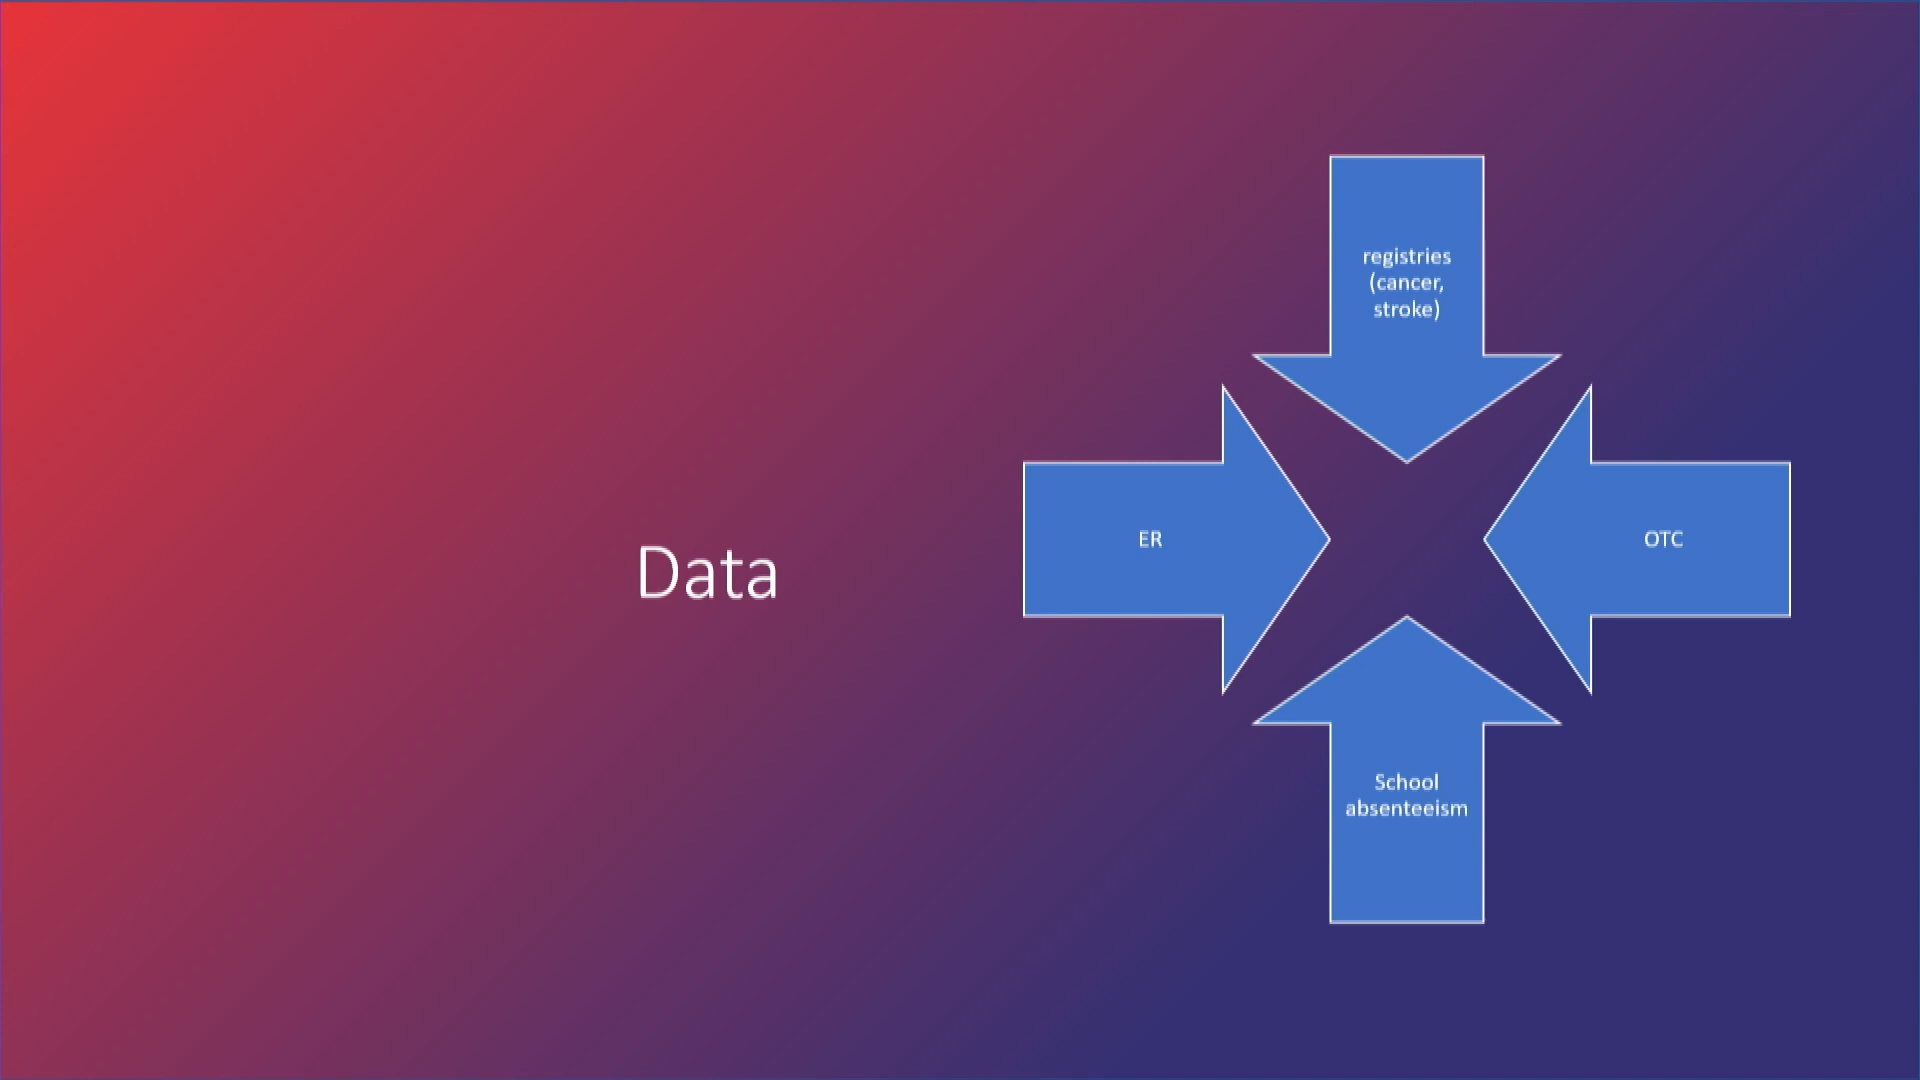 Data
registries
(cancer,
stroke)
ER
OTC
School
absenteeism